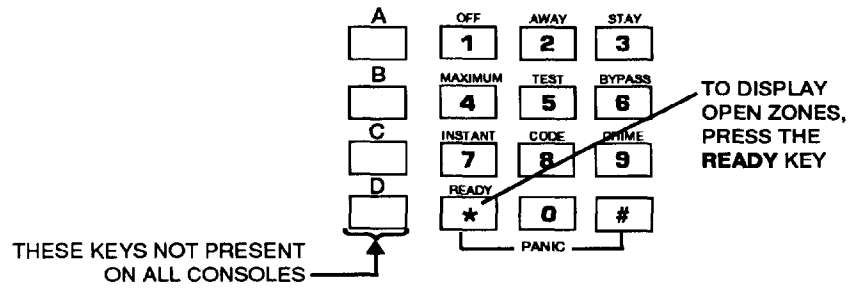 A OFF AWAY STAY
1 2 3
B MAXIMUM TEST BYPASS
4 5 6
TO DISPLAY
OPEN ZONES,
PRESS THE
READY KEY
C INSTANT CODE CHIME
7 8 9
D READY
* 0 #
PANIC
THESE KEYS NOT PRESENT
ON ALL CONSOLES